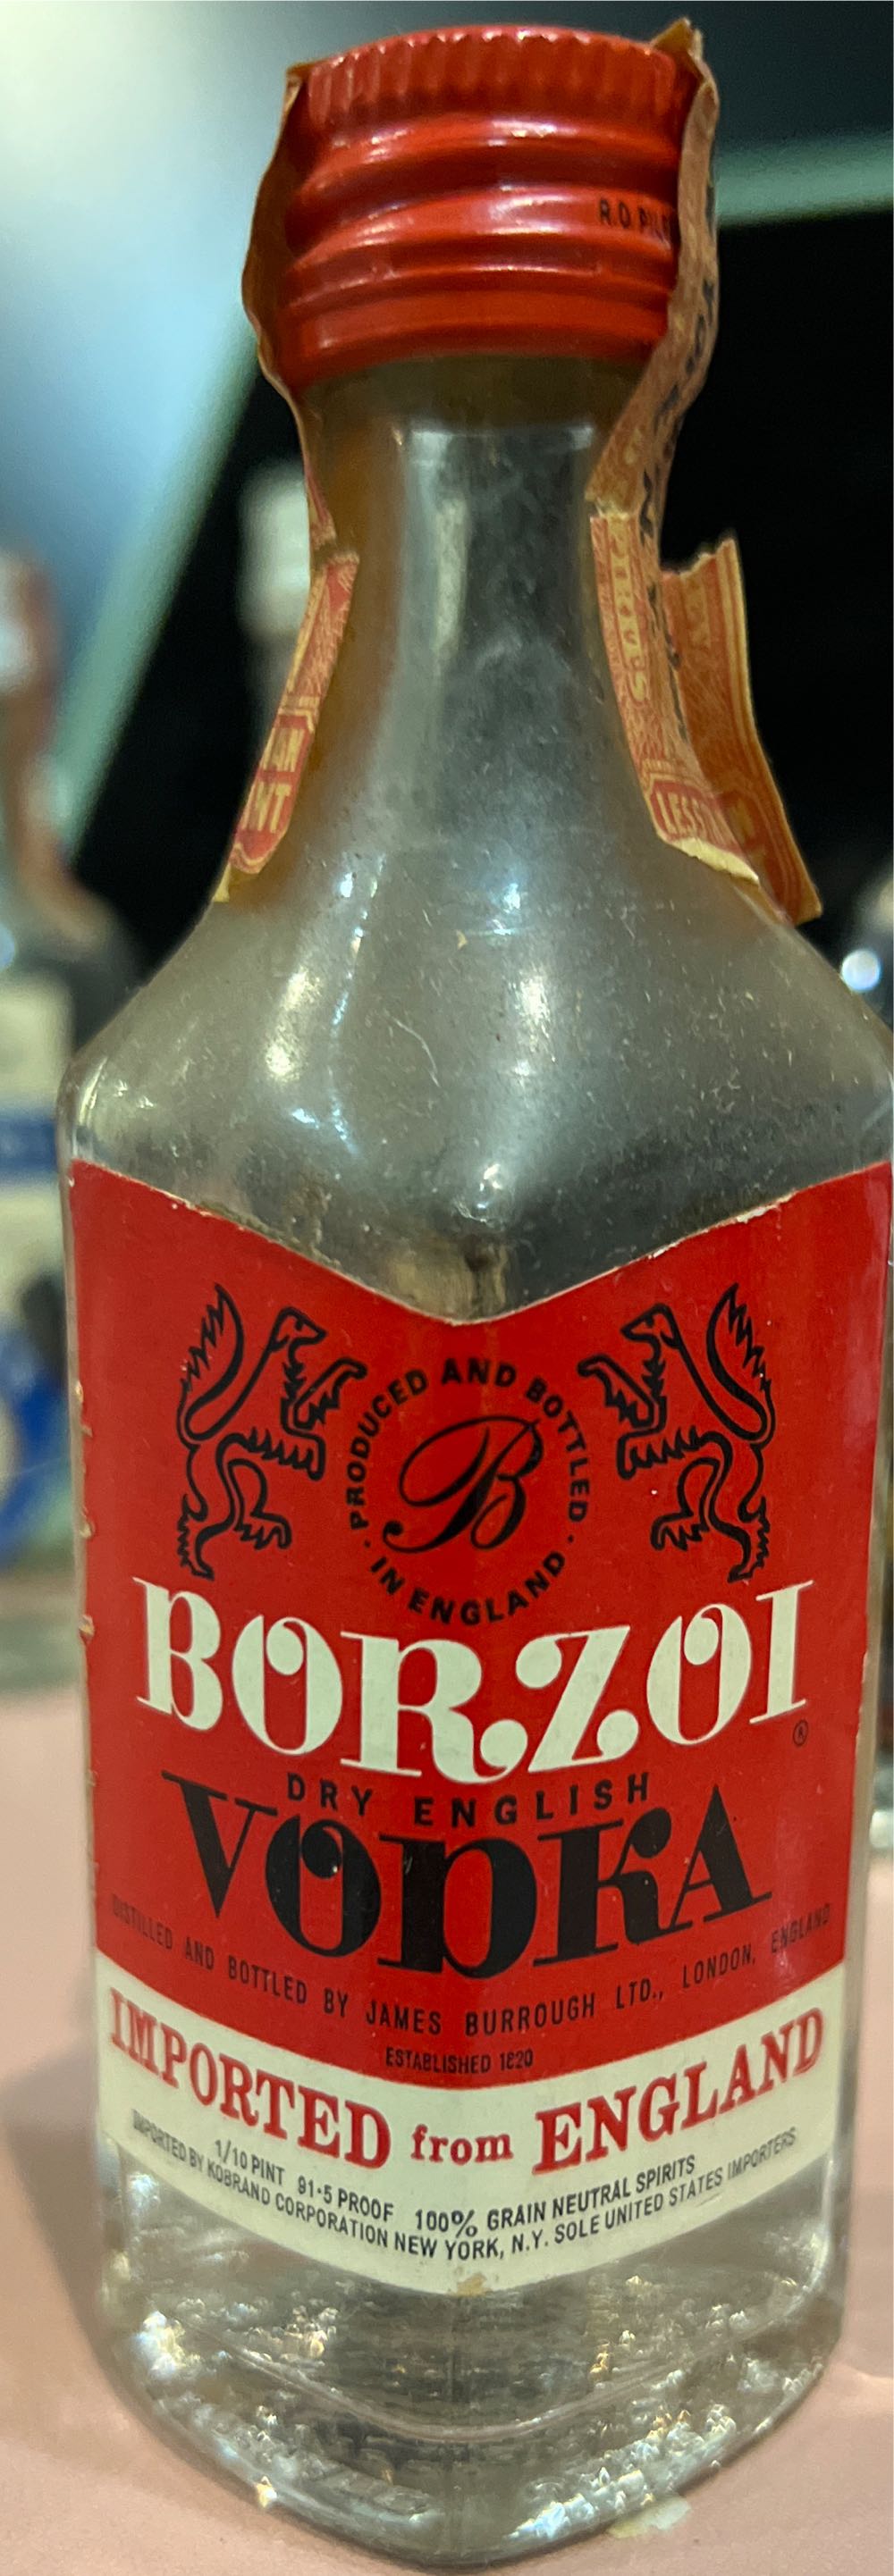 SPIRITS
LESS
PRODUCED AND BOTTLED
· IN ENGLAND ·
B
BORZOI
®
DRY ENGLISH
VODKA
DISTILLED AND BOTTLED BY JAMES BURROUGH LTD., LONDON, ENGLAND
ESTABLISHED 1820
IMPORTED from ENGLAND
1/10 PINT 91·5 PROOF 100% GRAIN NEUTRAL SPIRITS
IMPORTED BY KOBRAND CORPORATION NEW YORK, N.Y. SOLE UNITED STATES IMPORTERS